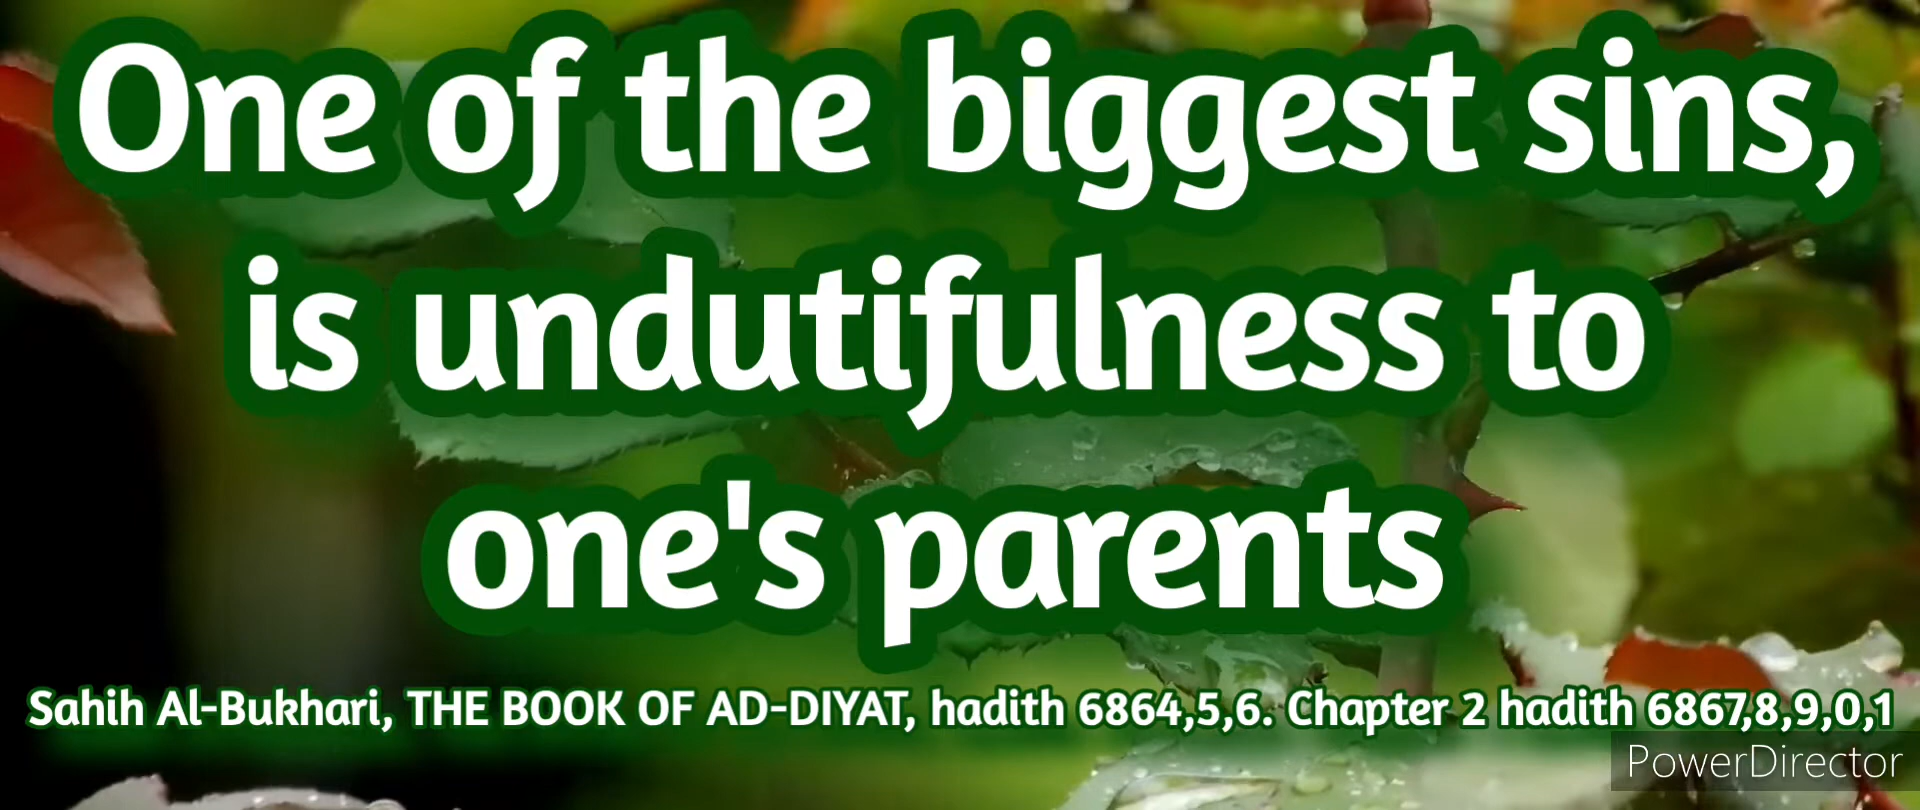 One of the biggest sins,
is undutifulness to
one's parents
Sahih Al-Bukhari, THE BOOK OF AD-DIYAT, hadith 6864,5,6. Chapter 2 hadith 6867,8,9,0,1
PowerDirector